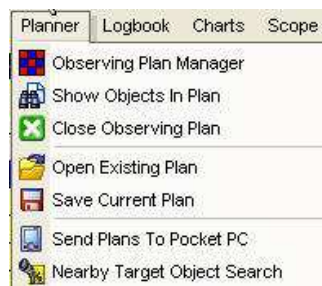 Planner Logbook Charts Scope
Observing Plan Manager
Show Objects In Plan
Close Observing Plan
Open Existing Plan
Save Current Plan
Send Plans To Pocket PC
Nearby Target Object Search